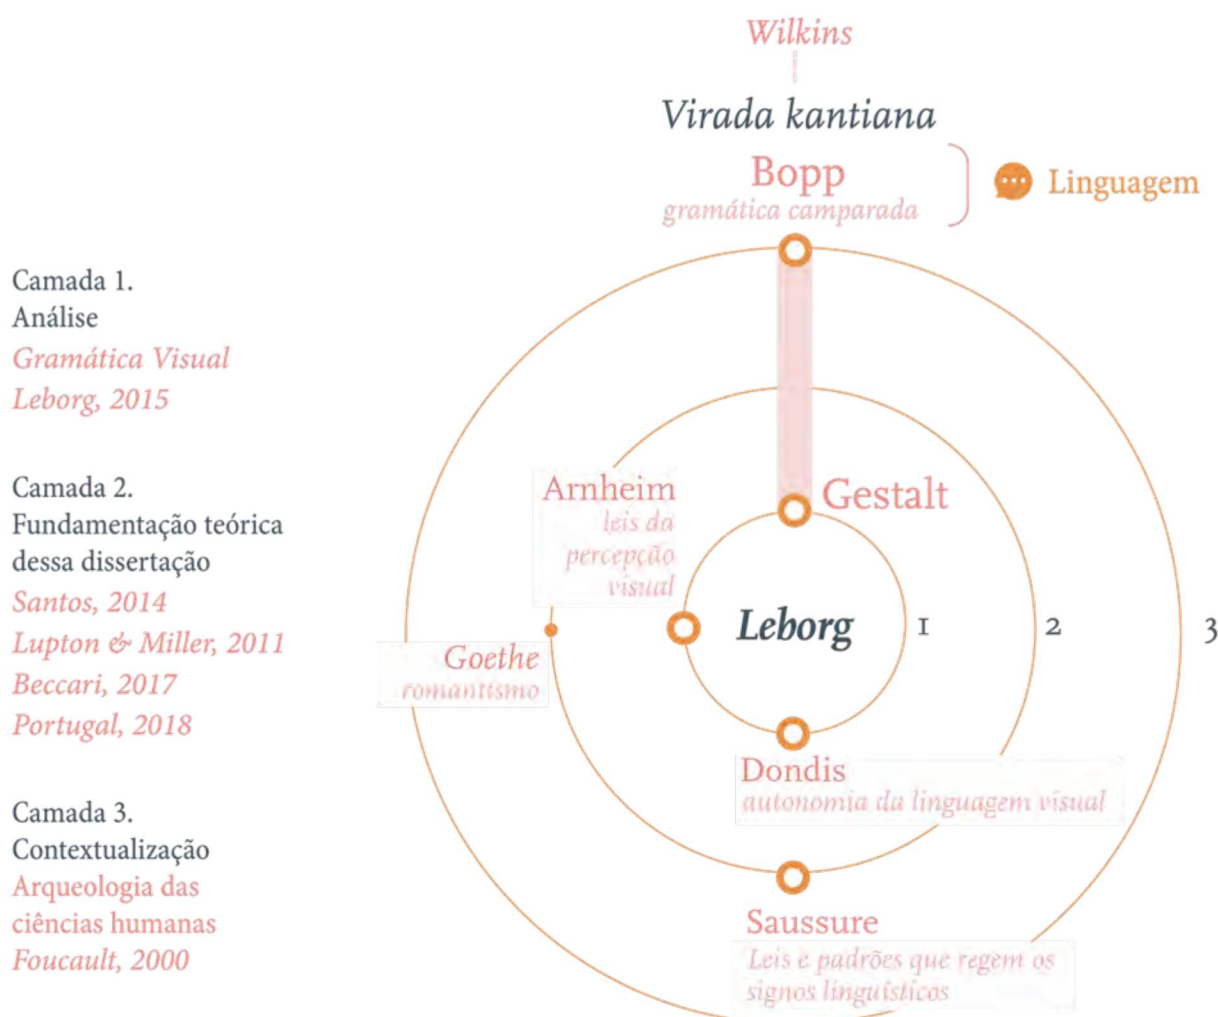 Wilkins
Virada kantiana
Bopp
gramática camparada
Linguagem
Camada 1.
Análise
Gramática Visual
Leborg, 2015
Camada 2.
Fundamentação teórica
dessa dissertação
Santos, 2014
Lupton & Miller, 2011
Beccari, 2017
Portugal, 2018
Camada 3.
Contextualização
Arqueologia das
ciências humanas
Foucault, 2000
Arnheim
leis da
percepção
visual
Gestalt
Goethe
romantismo
Leborg
1
2
3
Dondis
autonomia da linguagem visual
Saussure
Leis e padrões que regem os
signos linguísticos